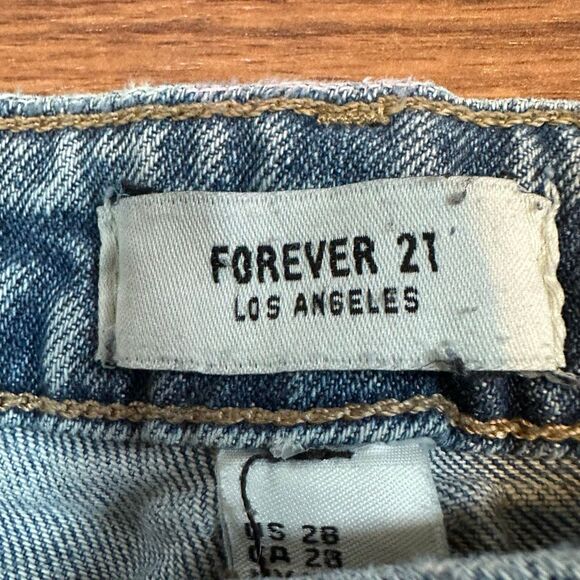 FOREVER 21
LOS ANGELES
US 28
CA 28